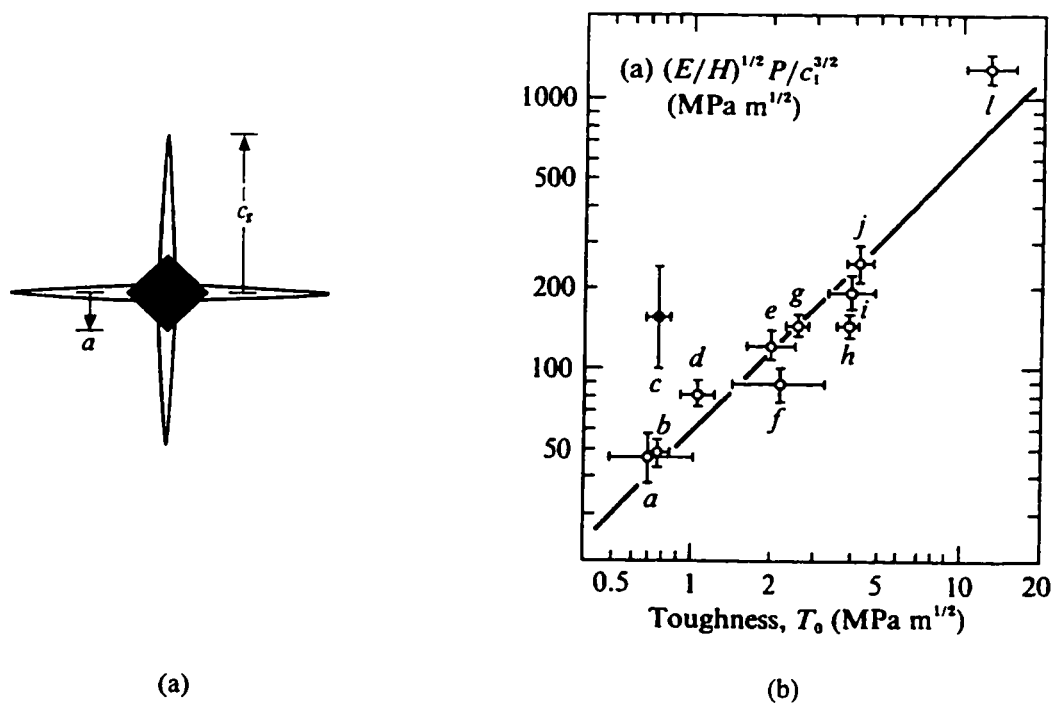 c_s
a
(a)
(a) (E/H)^{1/2} P/c_1^{3/2}
(MPa m^{1/2})
1000
500
200
100
50
a
b
c
d
e
f
g
h
i
j
l
0.5 1 2 5 10 20
Toughness, T_0 (MPa m^{1/2})
(b)